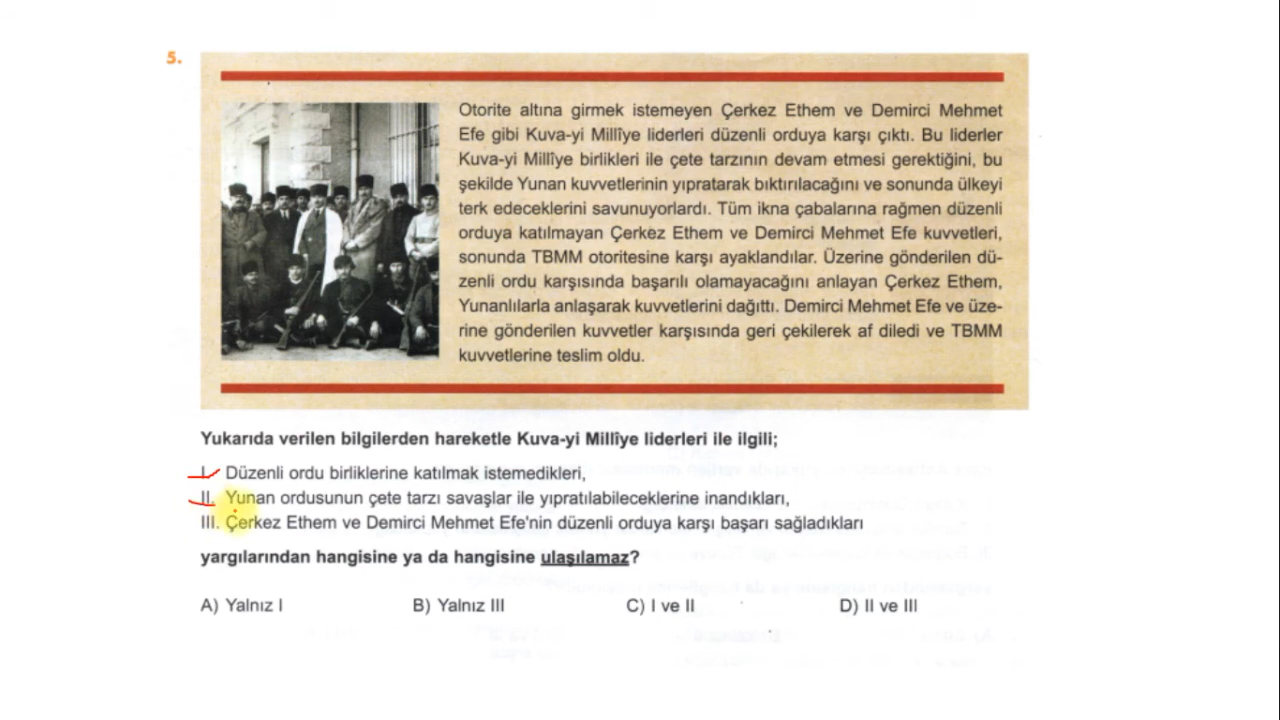 5.
Otorite altına girmek istemeyen Çerkez Ethem ve Demirci Mehmet
Efe gibi Kuva-yi Millîye liderleri düzenli orduya karşı çıktı. Bu liderler
Kuva-yi Millîye birlikleri ile çete tarzının devam etmesi gerektiğini, bu
şekilde Yunan kuvvetlerinin yıpratarak bıktırılacağını ve sonunda ülkeyi
terk edeceklerini savunuyorlardı. Tüm ikna çabalarına rağmen düzenli
orduya katılmayan Çerkez Ethem ve Demirci Mehmet Efe kuvvetleri,
sonunda TBMM otoritesine karşı ayaklandılar. Üzerine gönderilen dü-
zenli ordu karşısında başarılı olamayacağını anlayan Çerkez Ethem,
Yunanlılarla anlaşarak kuvvetlerini dağıttı. Demirci Mehmet Efe ve üze-
rine gönderilen kuvvetler karşısında geri çekilerek af diledi ve TBMM
kuvvetlerine teslim oldu.
Yukarıda verilen bilgilerden hareketle Kuva-yi Millîye liderleri ile ilgili;
I. Düzenli ordu birliklerine katılmak istemedikleri,
II. Yunan ordusunun çete tarzı savaşlar ile yıpratılabileceklerine inandıkları,
III. Çerkez Ethem ve Demirci Mehmet Efe'nin düzenli orduya karşı başarı sağladıkları
yargılarından hangisine ya da hangisine ulaşılamaz?
A) Yalnız I B) Yalnız III C) I ve II D) II ve III